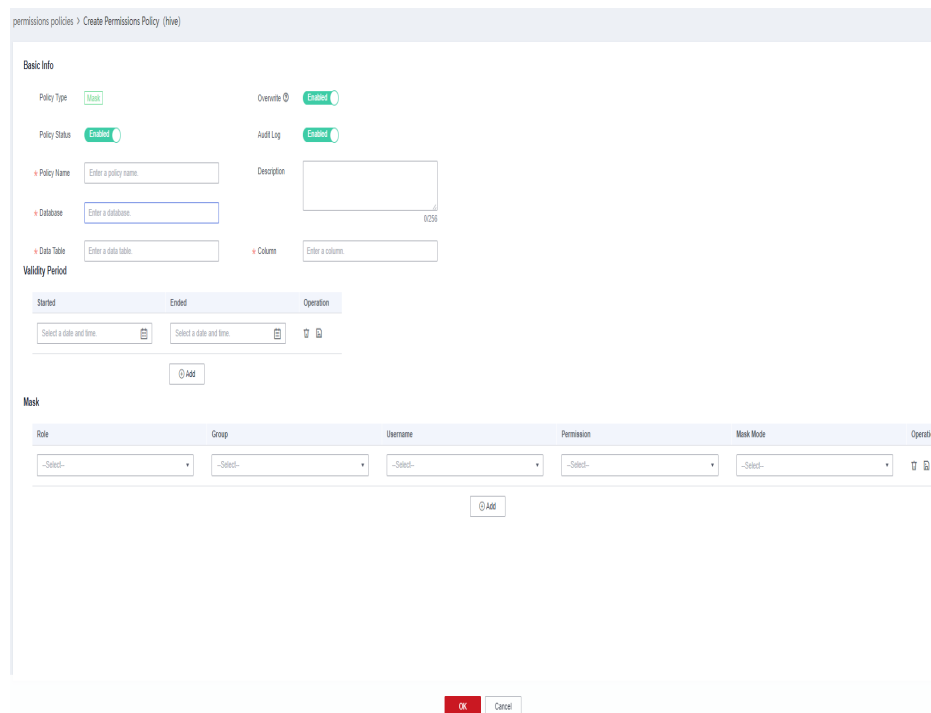 permissions policies > Create Permissions Policy (hive)
Basic Info
Policy Type Mask Overwrite Enabled
Policy Status Enabled Audit Log Enabled
* Policy Name Enter a policy name. Description
* Database Enter a database. 0/256
* Data Table Enter a data table. * Column Enter a column.
Validity Period
Started Ended Operation
Select a date and time. Select a date and time.
Add
Mask
Role Group Username Permission Mask Mode Operati
--Select-- --Select-- --Select-- --Select-- --Select--
Add
OK Cancel